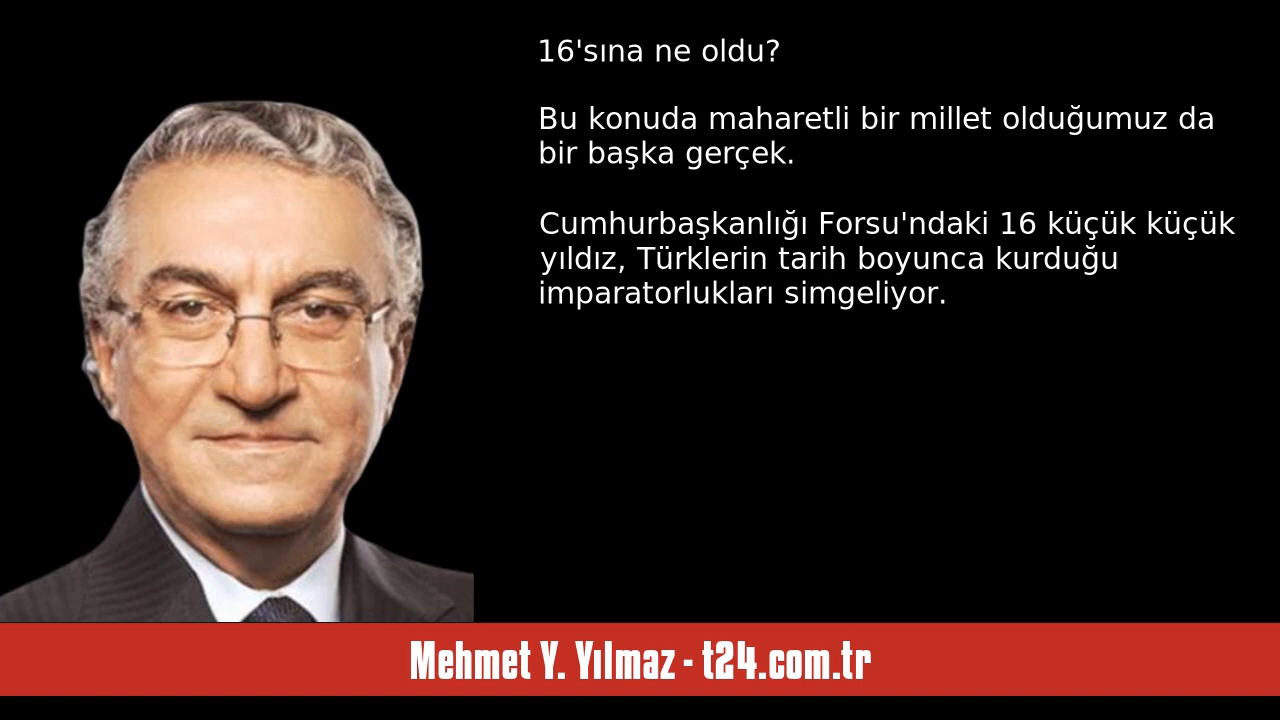 16'sına ne oldu?
Bu konuda maharetli bir millet olduğumuz da
bir başka gerçek.
Cumhurbaşkanlığı Forsu'ndaki 16 küçük küçük
yıldız, Türklerin tarih boyunca kurduğu
imparatorlukları simgeliyor.
Mehmet Y. Yılmaz - t24.com.tr